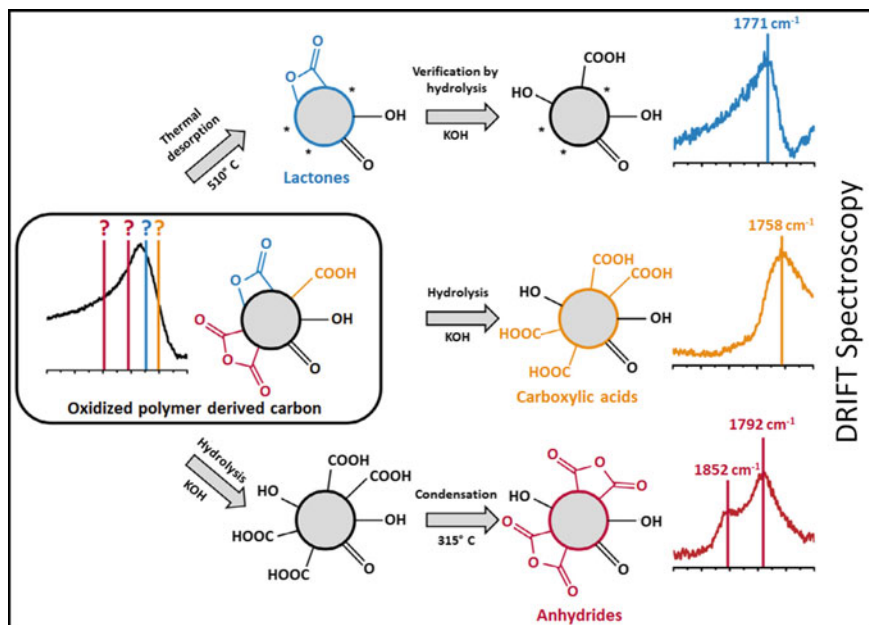 1771 cm⁻¹
O
O
Verification by
hydrolysis
KOH
COOH
HO
OH
O
*
*
*
OH
O
*
*
*
Thermal
desorption
510° C
Lactones
? ? ? ?
O
O
COOH
OH
O
O
O
O
Oxidized polymer derived carbon
Hydrolysis
KOH
COOH
COOH
HO
OH
HOOC
HOOC
O
Carboxylic acids
1758 cm⁻¹
DRIFT Spectroscopy
Hydrolysis
KOH
COOH
COOH
HO
OH
HOOC
HOOC
O
Condensation
315° C
O
O
O
HO
OH
O
O
O
O
Anhydrides
1792 cm⁻¹
1852 cm⁻¹